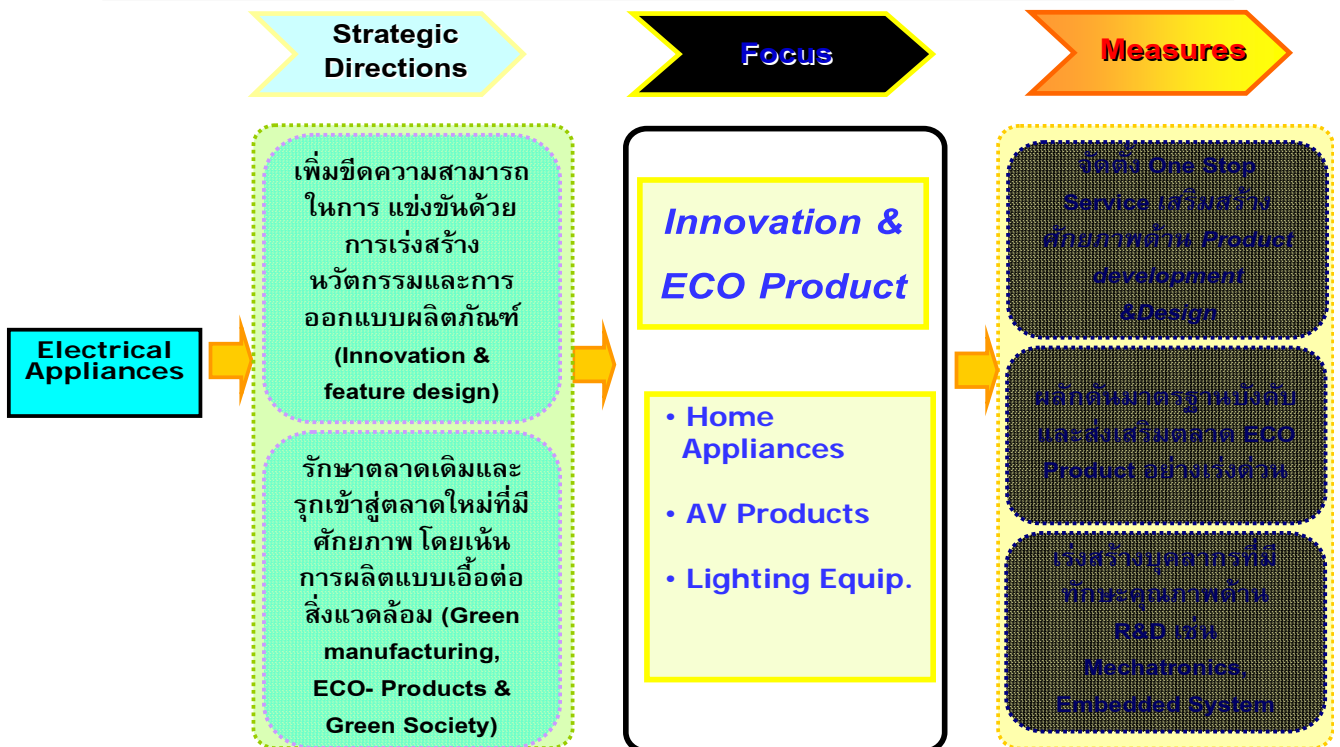 Strategic
Directions
Focus
Measures
Electrical
Appliances
เพิ่มขีดความสามารถ
ในการ แข่งขันด้วย
การเร่งสร้าง
นวัตกรรมและการ
ออกแบบผลิตภัณฑ์
(Innovation &
feature design)
รักษาตลาดเดิมและ
รุกเข้าสู่ตลาดใหม่ที่มี
ศักยภาพ โดยเน้น
การผลิตแบบเอื้อต่อ
สิ่งแวดล้อม (Green
manufacturing,
ECO- Products &
Green Society)
Innovation &
ECO Product
• Home
Appliances
• AV Products
• Lighting Equip.
จัดตั้ง One Stop
Service เสริมสร้าง
ศักยภาพด้าน Product
development
&Design
ผลักดันมาตรฐานบังคับ
และส่งเสริมตลาด ECO
Product อย่างเร่งด่วน
เร่งสร้างบุคลากรที่มี
ทักษะคุณภาพด้าน
R&D เช่น
Mechatronics,
Embedded System